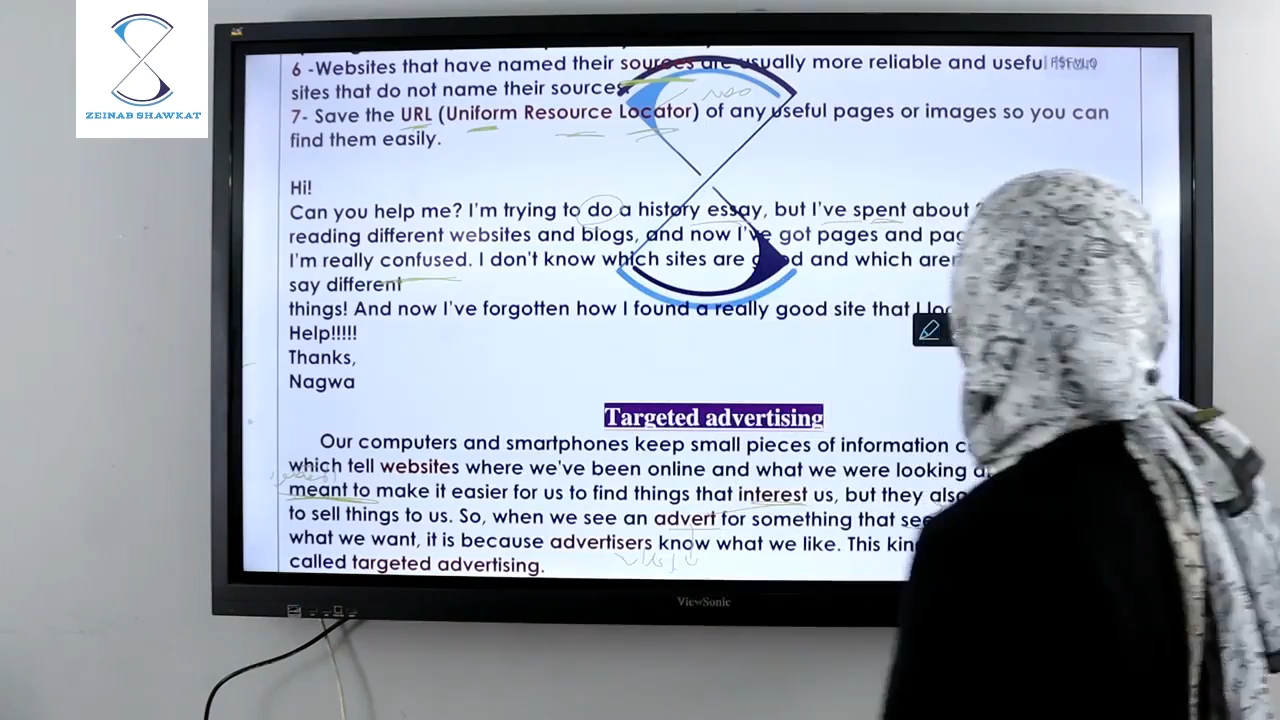 ZEINAB SHAWKAT
6 -Websites that have named their sources are usually more reliable and useful
sites that do not name their sources
7- Save the URL (Uniform Resource Locator) of any useful pages or images so you can
find them easily.
Hi!
Can you help me? I'm trying to do a history essay, but I've spent about
reading different websites and blogs, and now I've got pages and
I'm really confused. I don't know which sites are good and which
say different
things! And now I've forgotten how I found a really good site that I
Help!!!!!
Thanks,
Nagwa
Targeted advertising
Our computers and smartphones keep small pieces of information
which tell websites where we've been online and what we were looking
meant to make it easier for us to find things that interest us, but they also
to sell things to us. So, when we see an advert for something that
what we want, it is because advertisers know what we like. This
called targeted advertising.
ViewSonic